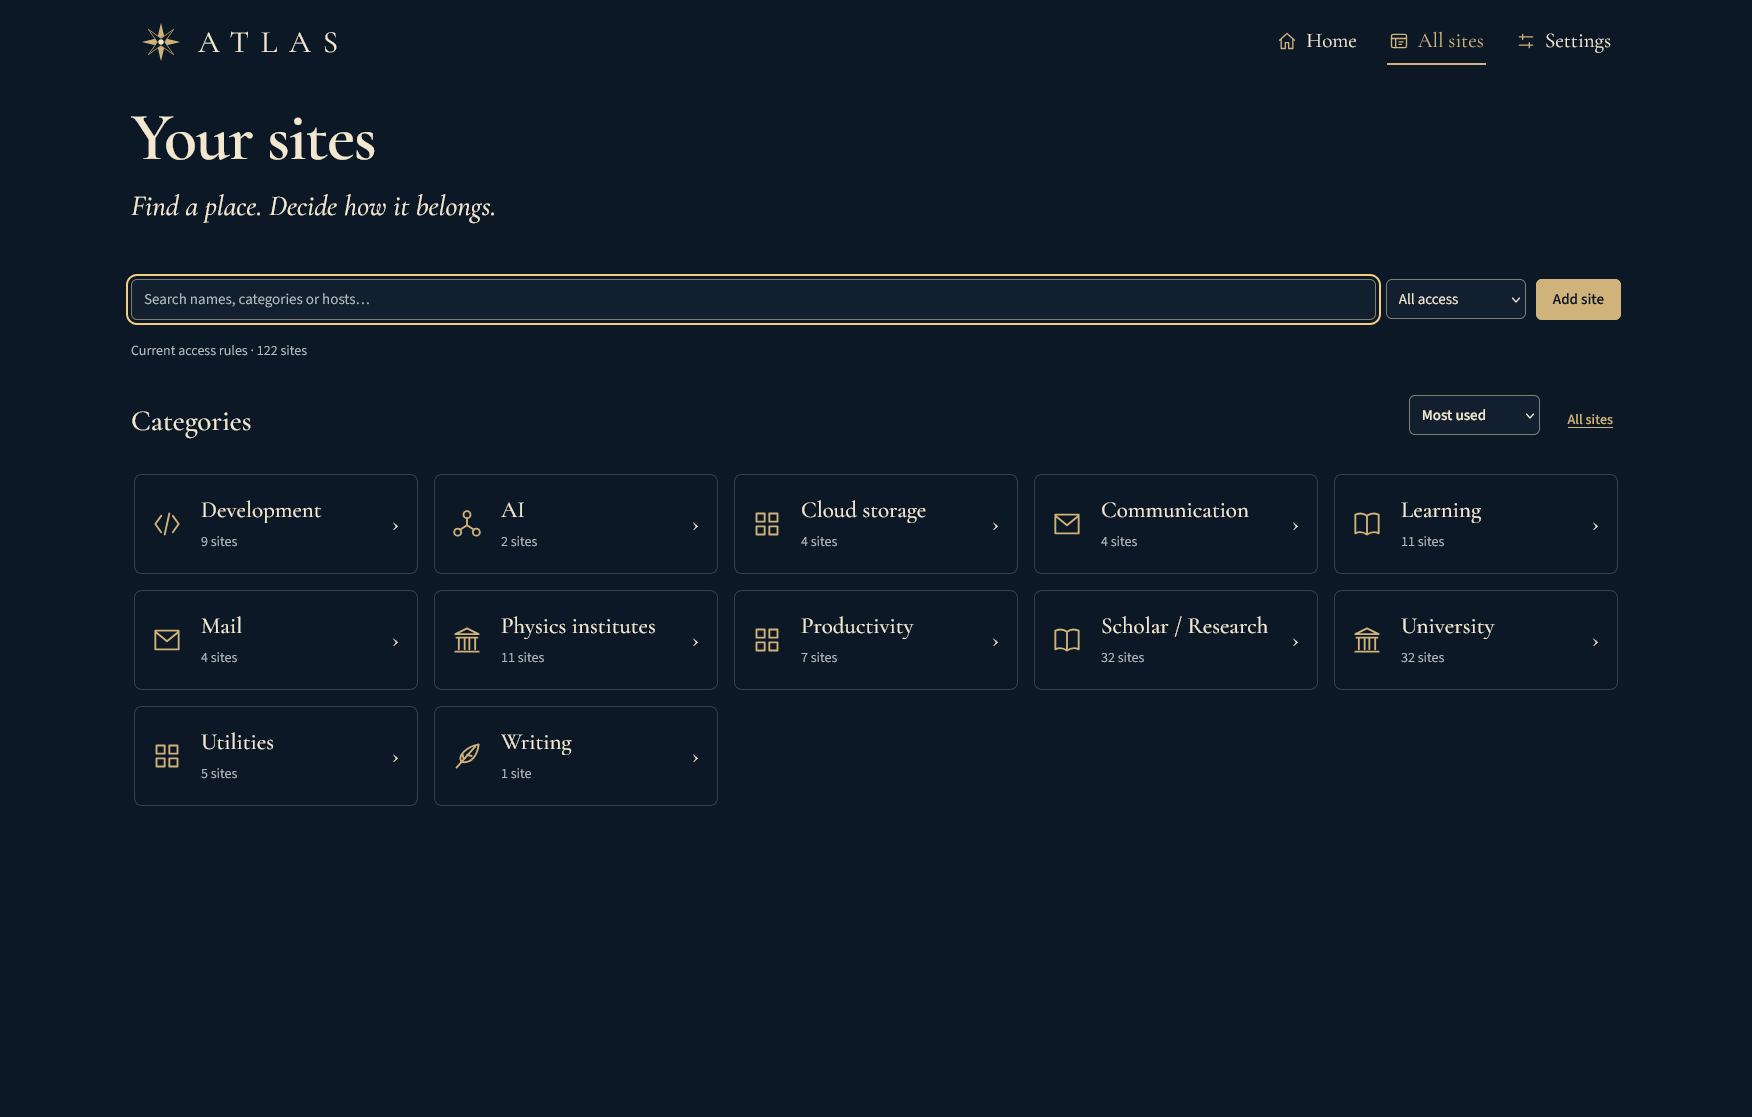 ATLAS
Home
All sites
Settings
Your sites
Find a place. Decide how it belongs.
Search names, categories or hosts…
All access
Add site
Current access rules · 122 sites
Categories
Most used
All sites
Development
9 sites
AI
2 sites
Cloud storage
4 sites
Communication
4 sites
Learning
11 sites
Mail
4 sites
Physics institutes
11 sites
Productivity
7 sites
Scholar / Research
32 sites
University
32 sites
Utilities
5 sites
Writing
1 site